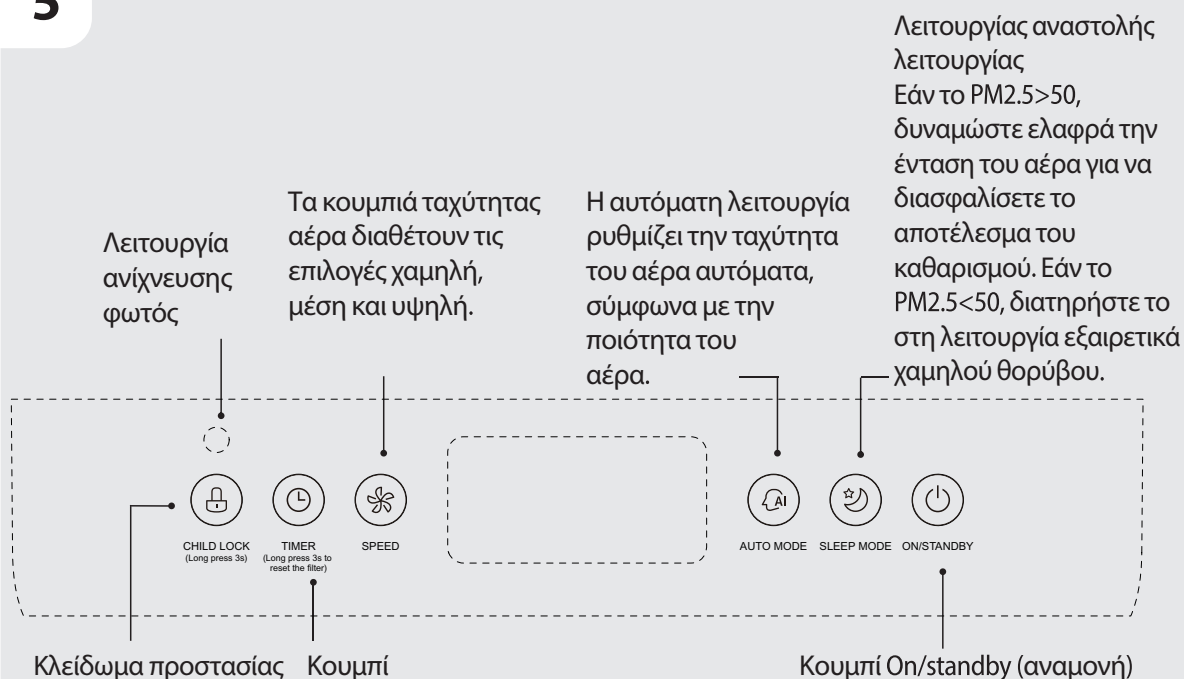 5
Λειτουργίας αναστολής
λειτουργίας
Εάν το PM2.5>50,
δυναμώστε ελαφρά την
ένταση του αέρα για να
διασφαλίσετε το
αποτέλεσμα του
καθαρισμού. Εάν το
PM2.5<50, διατηρήστε το
στη λειτουργία εξαιρετικά
χαμηλού θορύβου.
Τα κουμπιά ταχύτητας
αέρα διαθέτουν τις
επιλογές χαμηλή,
μέση και υψηλή.
Η αυτόματη λειτουργία
ρυθμίζει την ταχύτητα
του αέρα αυτόματα,
σύμφωνα με την
ποιότητα του
αέρα.
Λειτουργία
ανίχνευσης
φωτός
AI
CHILD LOCK
(Long press 3s)
TIMER
(Long press 3s to
reset the filter)
SPEED
AUTO MODE
SLEEP MODE
ON/STANDBY
Κλείδωμα προστασίας
Κουμπί
Κουμπί On/standby (αναμονή)